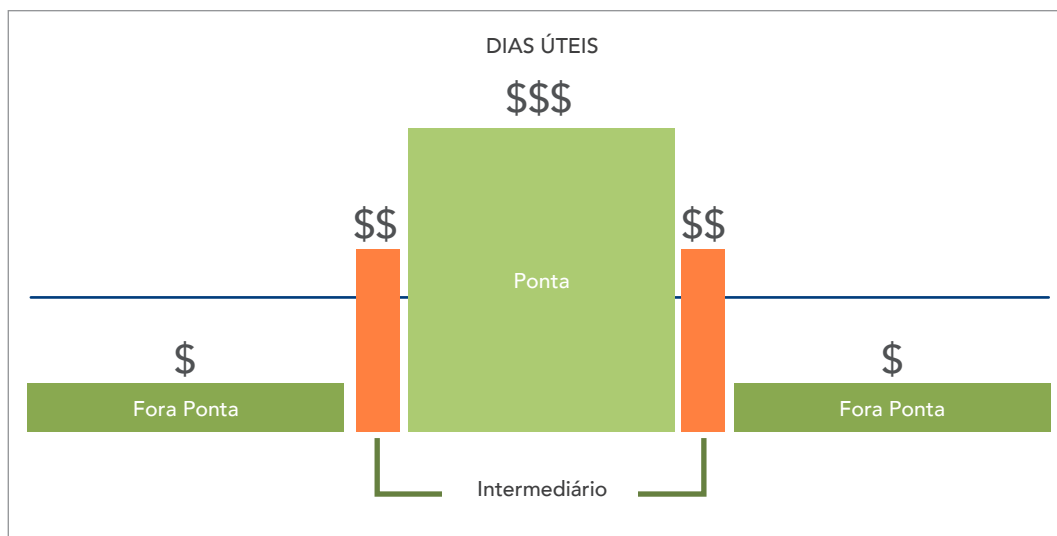 DIAS ÚTEIS
$$$
$$
$$
Ponta
$
$
Fora Ponta
Fora Ponta
Intermediário